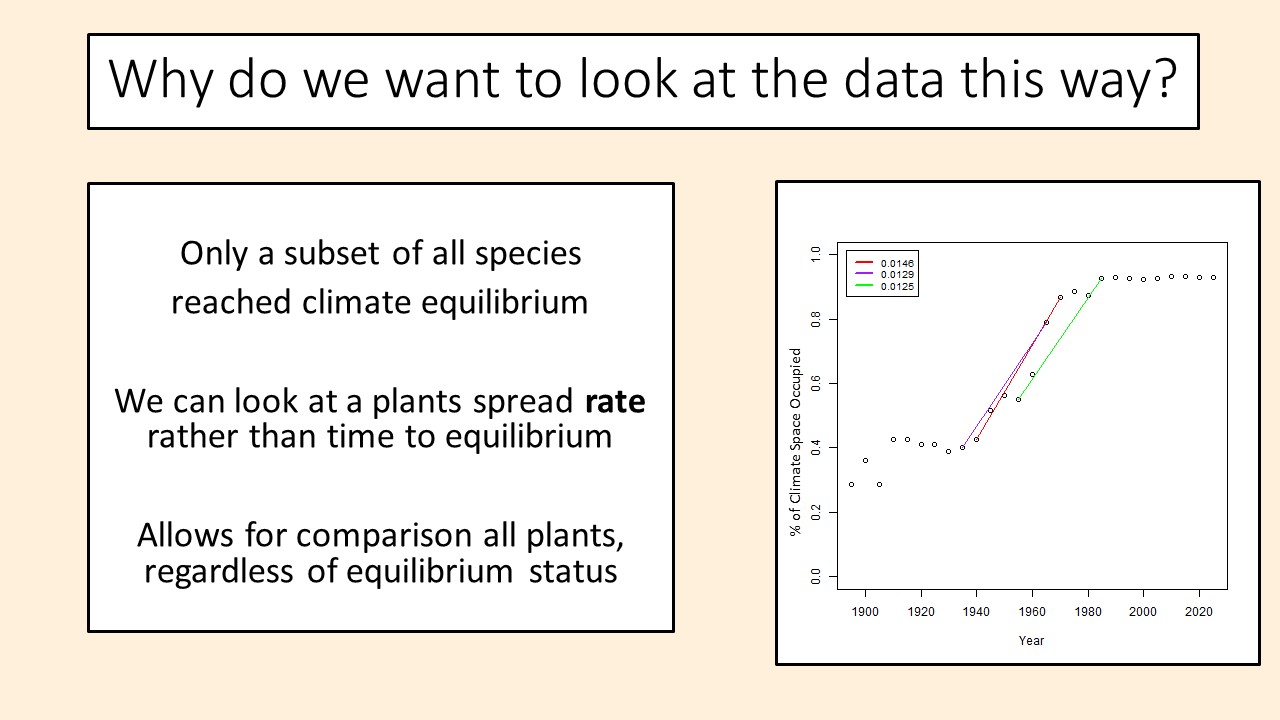 Why do we want to look at the data this way?
Only a subset of all species
reached climate equilibrium
We can look at a plants spread rate
rather than time to equilibrium
Allows for comparison all plants,
regardless of equilibrium status
0.0146
0.0129
0.0125
% of Climate Space Occupied
1.0
0.8
0.6
0.4
0.2
0.0
1900 1920 1940 1960 1980 2000 2020
Year